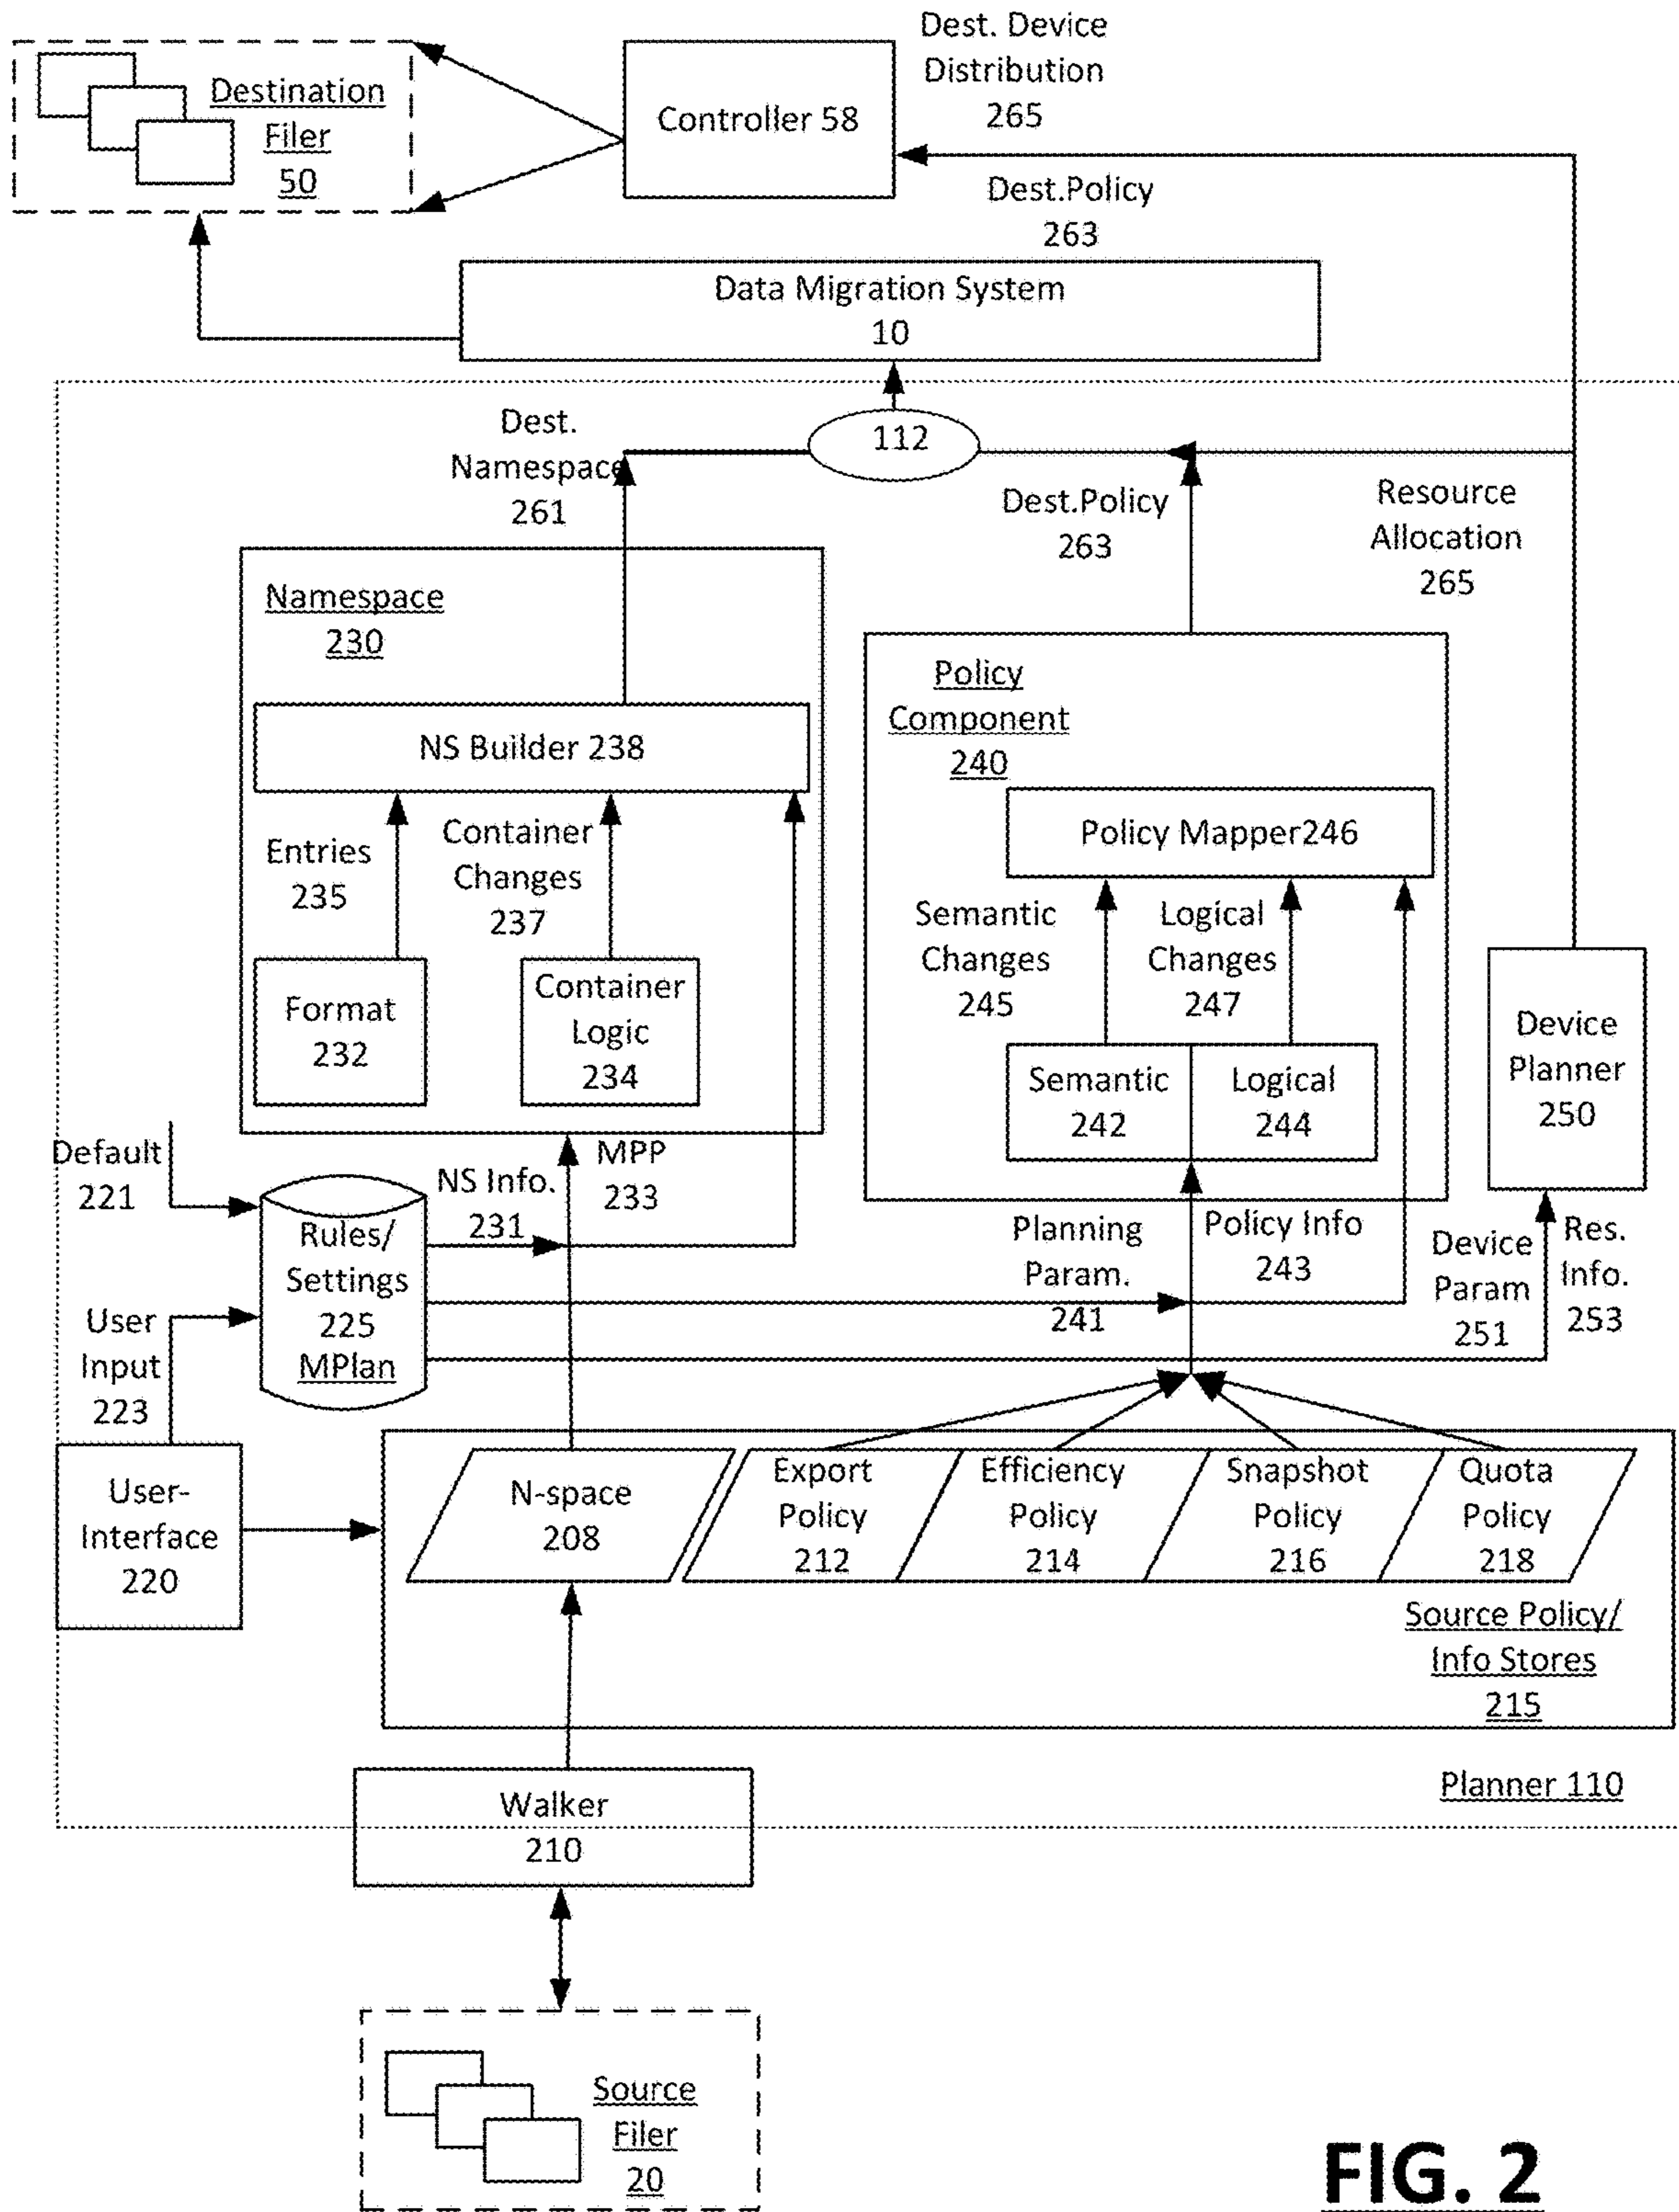 Dest. Device
Distribution
265
Destination
Filer
50
Controller 58
Dest.Policy
263
Data Migration System
10
112
Dest.
Namespace
261
Dest.Policy
263
Resource
Allocation
265
Namespace
230
NS Builder 238
Entries
235
Container
Changes
237
Format
232
Container
Logic
234
Policy
Component
240
Policy Mapper246
Semantic
Changes
245
Logical
Changes
247
Semantic
242
Logical
244
Device
Planner
250
Default
221
NS Info.
231
MPP
233
Rules/
Settings
225
MPlan
Planning
Param.
241
Policy Info
243
Device
Param
251
Res.
Info.
253
User
Input
223
User-
Interface
220
N-space
208
Export
Policy
212
Efficiency
Policy
214
Snapshot
Policy
216
Quota
Policy
218
Source Policy/
Info Stores
215
Planner 110
Walker
210
Source
Filer
20
FIG. 2